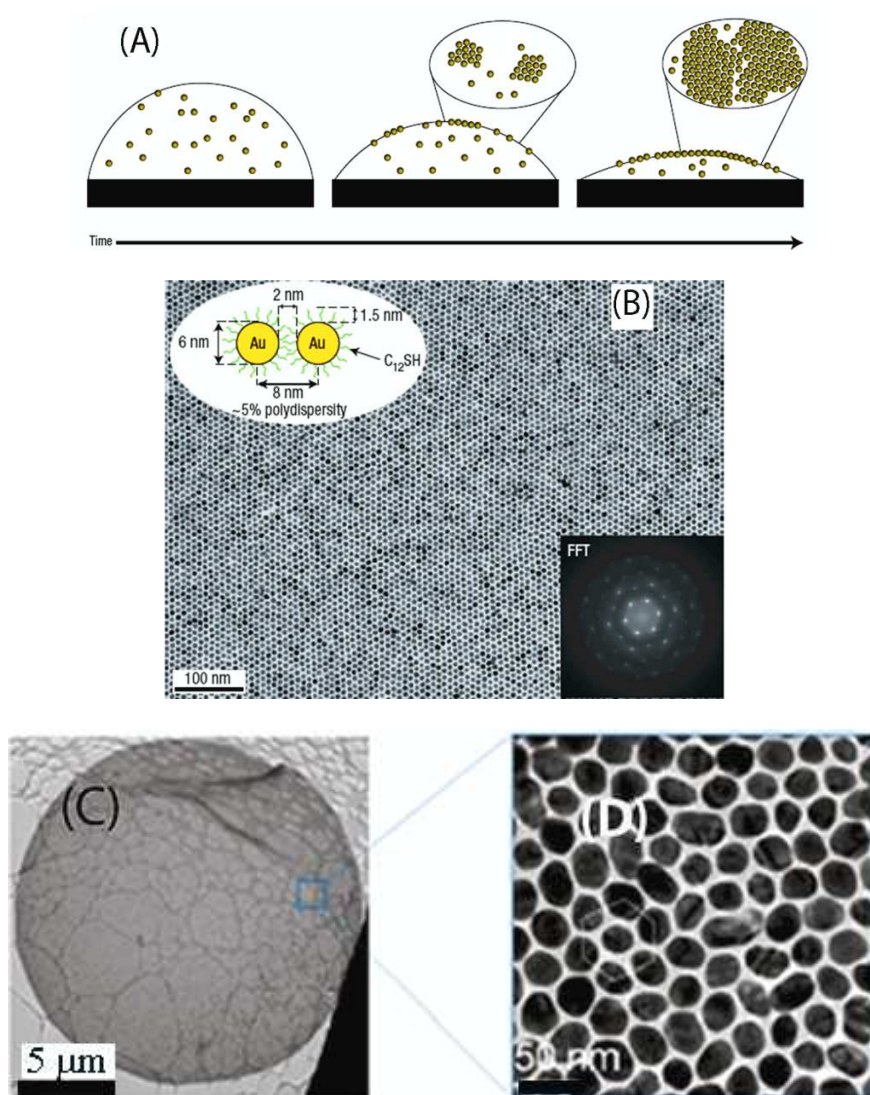 (A)
Time
(B)
2 nm
1.5 nm
6 nm
Au
Au
C₁₂SH
8 nm
~5% polydispersity
FFT
100 nm
(C)
(D)
5 µm
50 nm